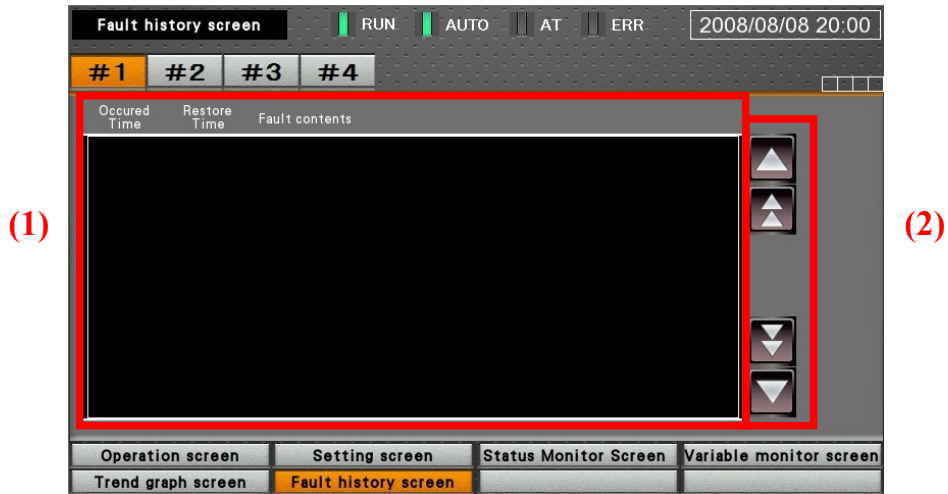 Fault history screen RUN AUTO AT ERR 2008/08/08 20:00
#1 #2 #3 #4
Occured Restore
Time Time Fault contents
(1) (2)
Operation screen Setting screen Status Monitor Screen Variable monitor screen
Trend graph screen Fault history screen